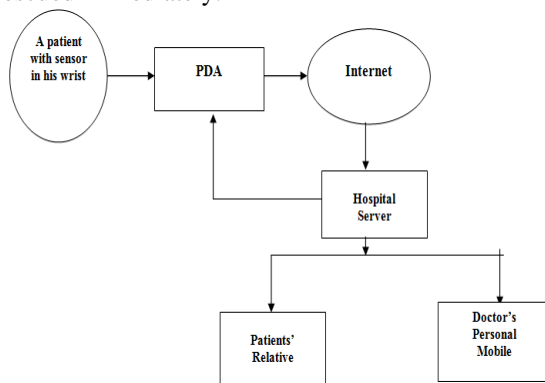 A patient
with sensor
in his wrist
PDA
Internet
Hospital
Server
Patients'
Relative
Doctor's
Personal
Mobile